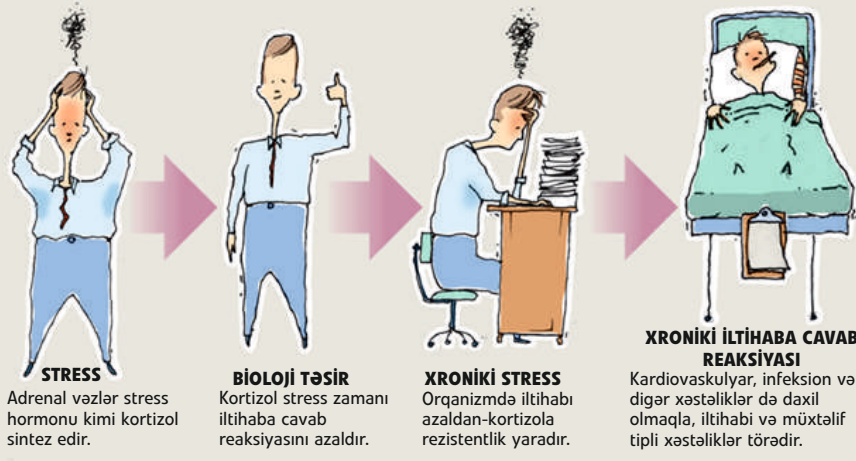 STRESS
Adrenal vəzlər stress
hormonu kimi kortizol
sintez edir.
BİOLOJİ TƏSİR
Kortizol stress zamanı
iltihaba cavab
reaksiyasını azaldır.
XRONİKİ STRESS
Orqanizmdə iltihabı
azaldan-kortizola
rezistentlik yaradır.
XRONİKİ İLTİHABA CAVAB
REAKSİYASI
Kardiovaskulyar, infeksion və
digər xəstəliklər də daxil
olmaqla, iltihabi və müxtəlif
tipli xəstəliklər törədir.